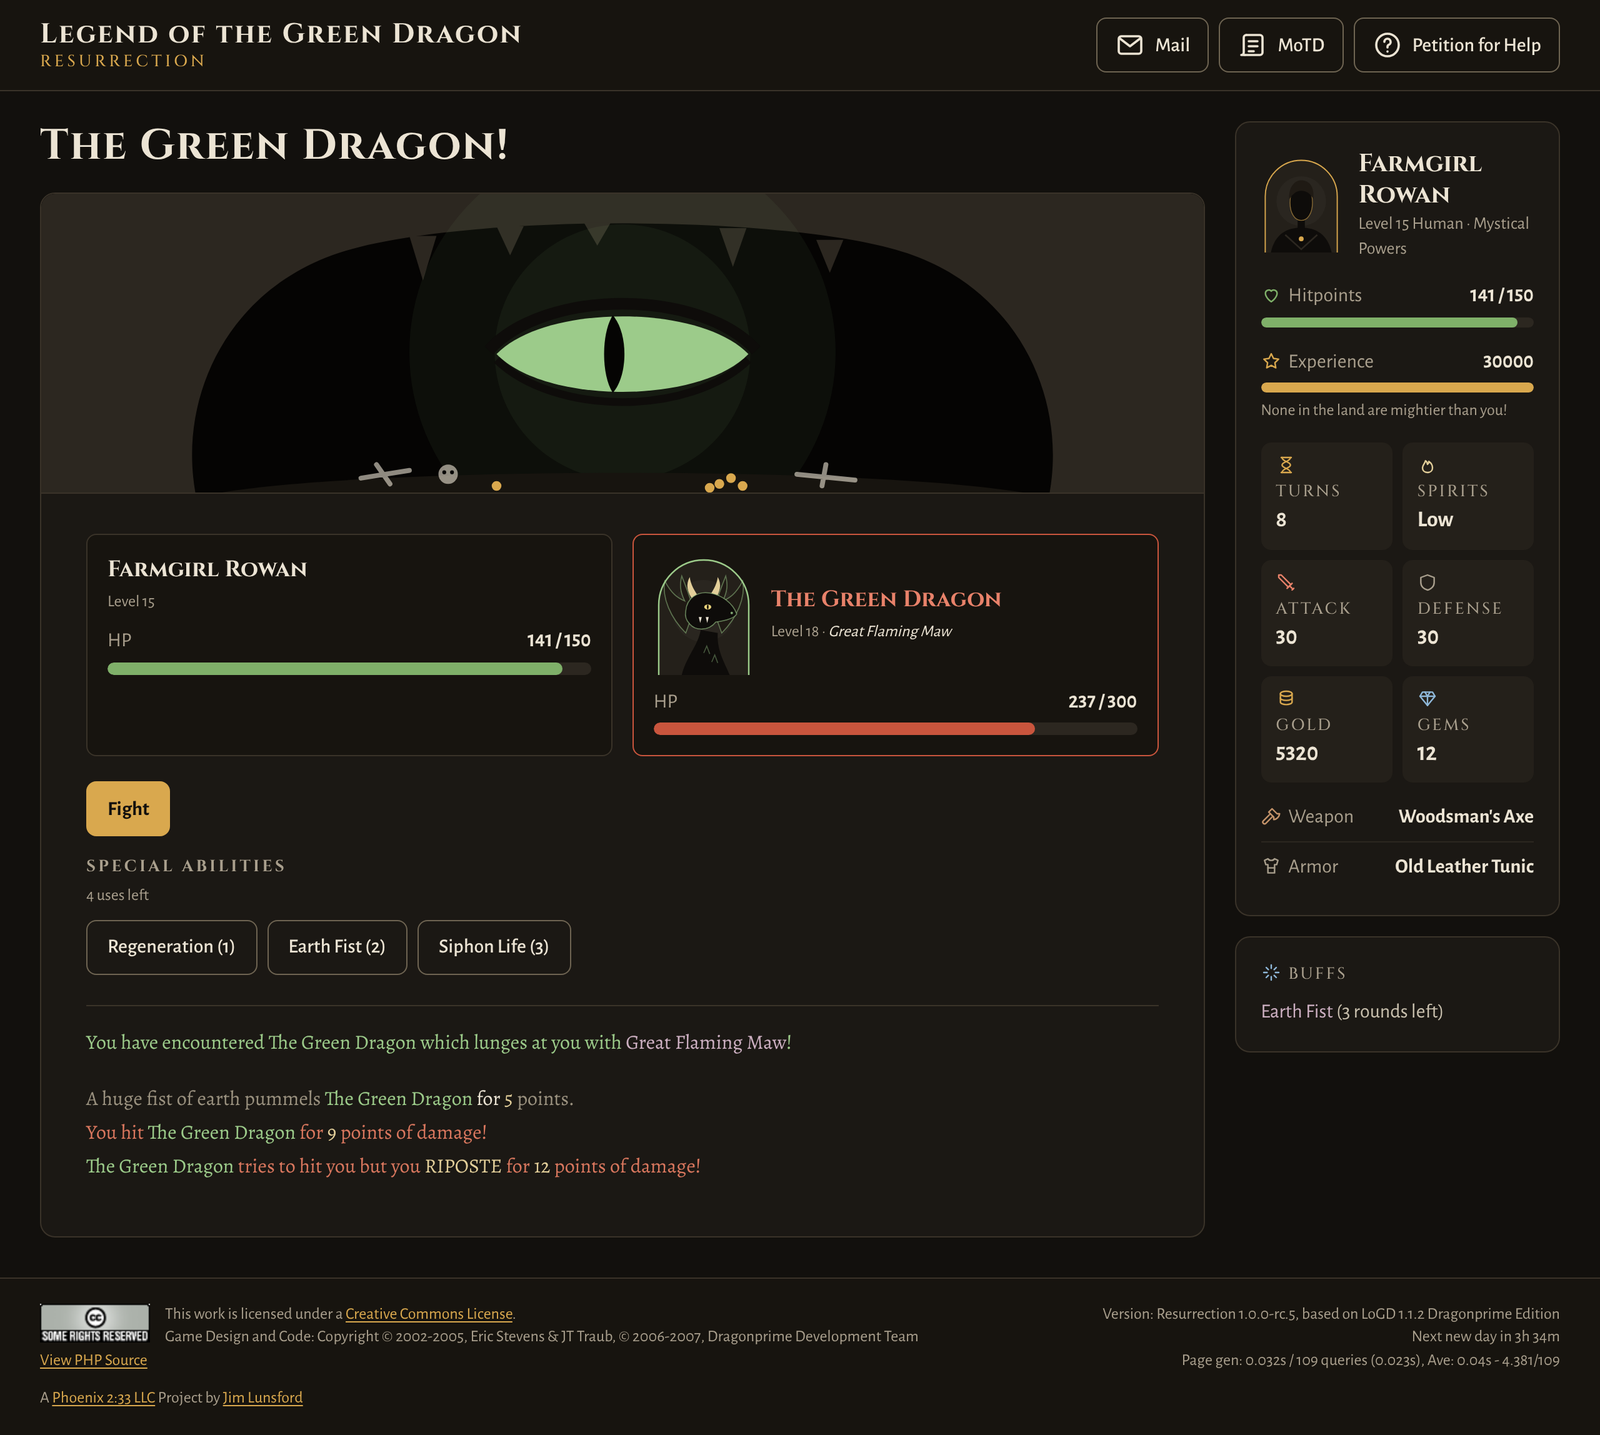 Legend of the Green Dragon
RESURRECTION
Mail
MoTD
Petition for Help
The Green Dragon!
Farmgirl Rowan
Level 15
HP
141 / 150
The Green Dragon
Level 18 · Great Flaming Maw
HP
237 / 300
Fight
SPECIAL ABILITIES
4 uses left
Regeneration (1)
Earth Fist (2)
Siphon Life (3)
You have encountered The Green Dragon which lunges at you with Great Flaming Maw!
A huge fist of earth pummels The Green Dragon for 5 points.
You hit The Green Dragon for 9 points of damage!
The Green Dragon tries to hit you but you RIPOSTE for 12 points of damage!
Farmgirl
Rowan
Level 15 Human · Mystical
Powers
Hitpoints
141 / 150
Experience
30000
None in the land are mightier than you!
TURNS
8
SPIRITS
Low
ATTACK
30
DEFENSE
30
GOLD
5320
GEMS
12
Weapon
Woodsman's Axe
Armor
Old Leather Tunic
BUFFS
Earth Fist (3 rounds left)
cc
SOME RIGHTS RESERVED
This work is licensed under a Creative Commons License.
Game Design and Code: Copyright © 2002-2005, Eric Stevens & JT Traub, © 2006-2007, Dragonprime Development Team
View PHP Source
A Phoenix 2:33 LLC Project by Jim Lunsford
Version: Resurrection 1.0.0-rc.5, based on LoGD 1.1.2 Dragonprime Edition
Next new day in 3h 34m
Page gen: 0.032s / 109 queries (0.023s), Ave: 0.04s - 4.381/109